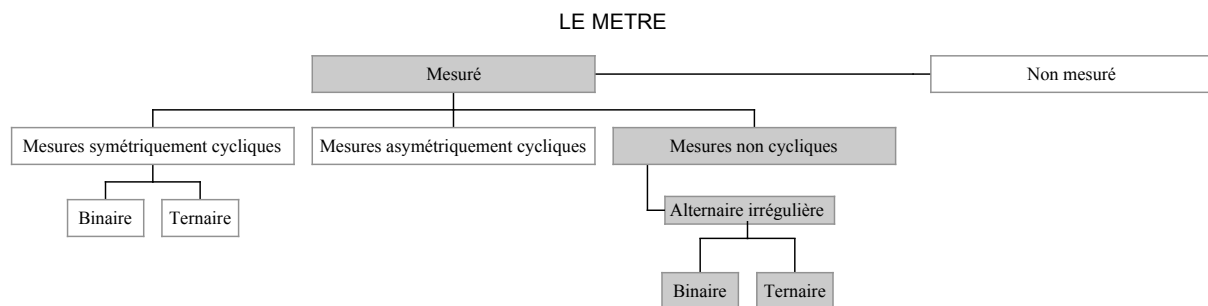 LE METRE
Mesuré
Non mesuré
Mesures symétriquement cycliques
Mesures asymétriquement cycliques
Mesures non cycliques
Binaire
Ternaire
Alternaire irrégulière
Binaire
Ternaire